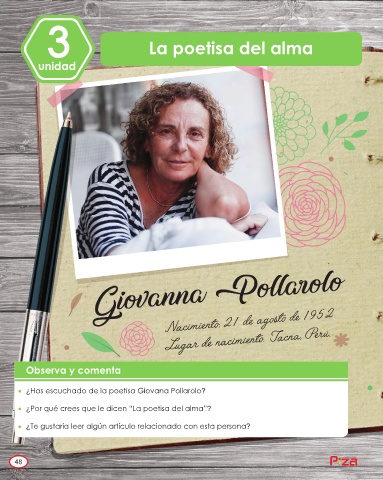 3
unidad
La poetisa del alma
Giovanna Pollarolo
Nacimiento: 21 de agosto de 1952
Lugar de nacimiento: Tacna, Perú.
Observa y comenta
• ¿Has escuchado de la poetisa Giovana Pollarolo?
• ¿Por qué crees que le dicen “La poetisa del alma”?
• ¿Te gustaría leer algún artículo relacionado con esta persona?
48